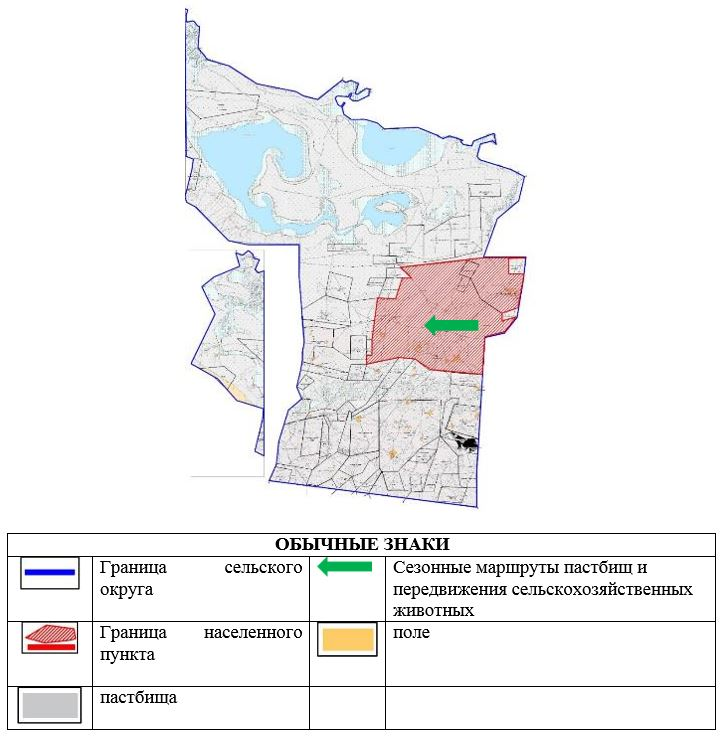 ОБЫЧНЫЕ ЗНАКИ
Граница сельского
округа
Сезонные маршруты пастбищ и
передвижения сельскохозяйственных
животных
Граница населенного
пункта
поле
пастбища